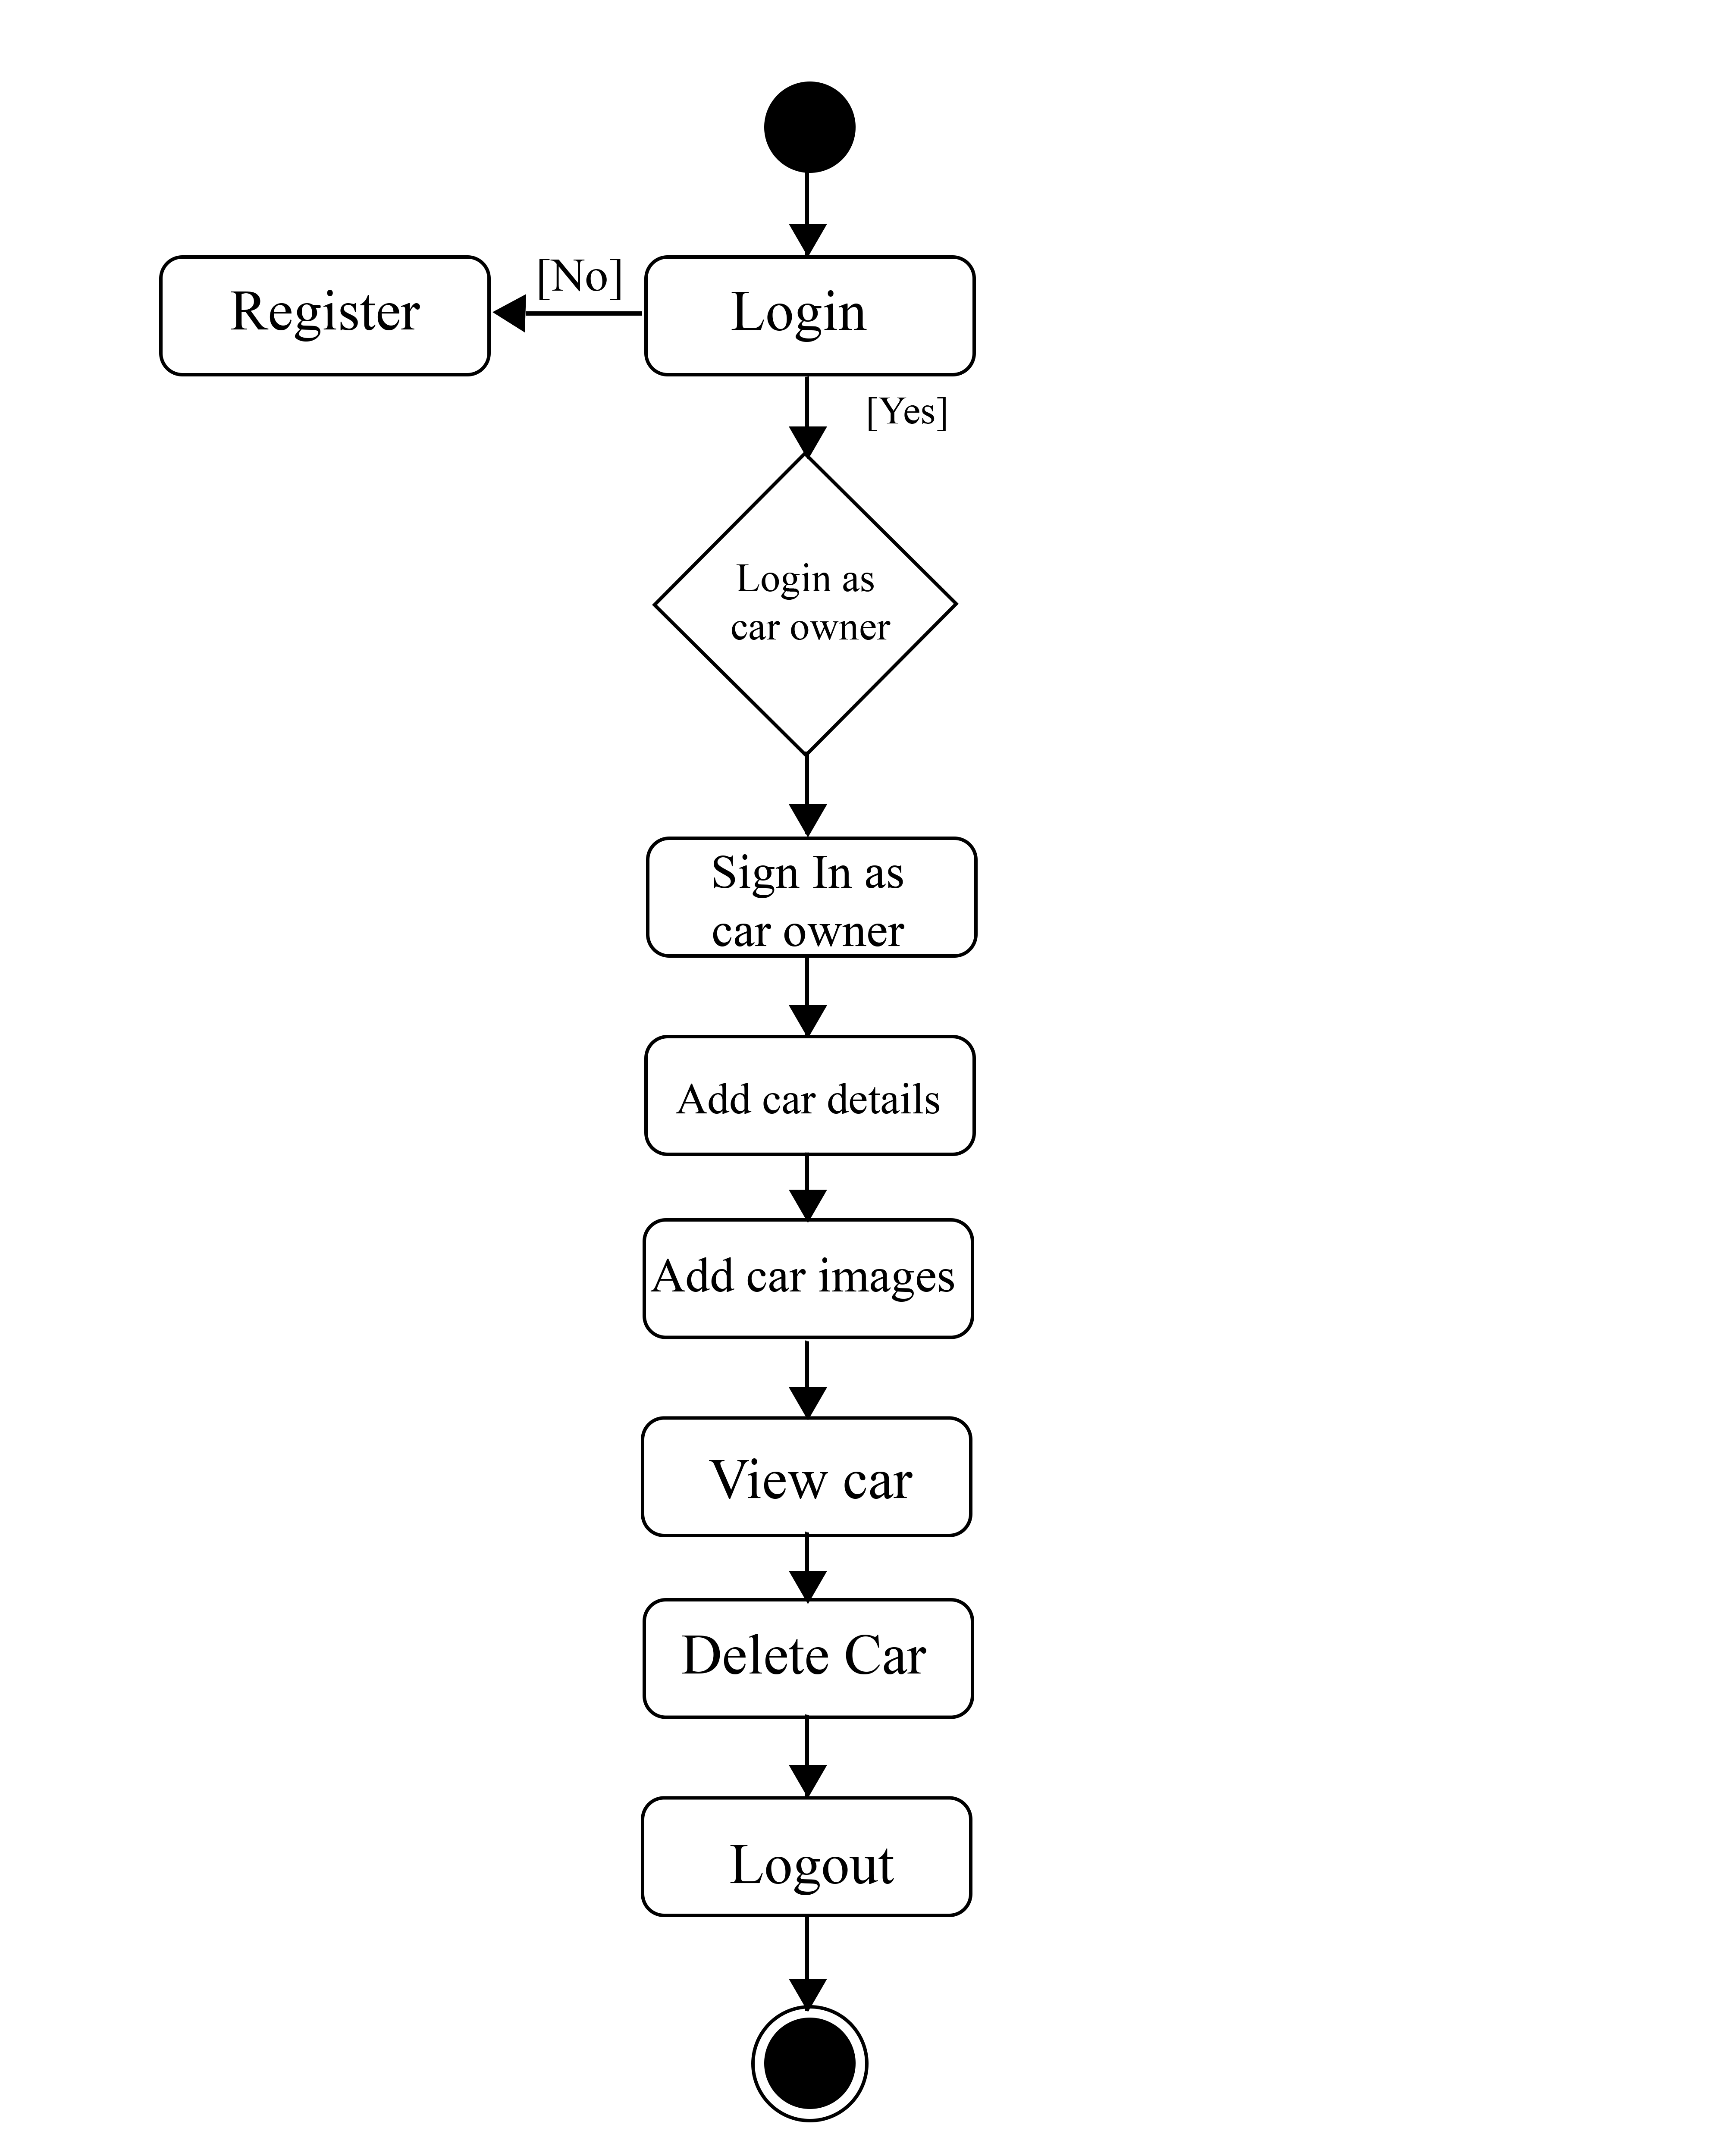 [No]
Register
Login
[Yes]
Login as
car owner
Sign In as
car owner
Add car details
Add car images
View car
Delete Car
Logout